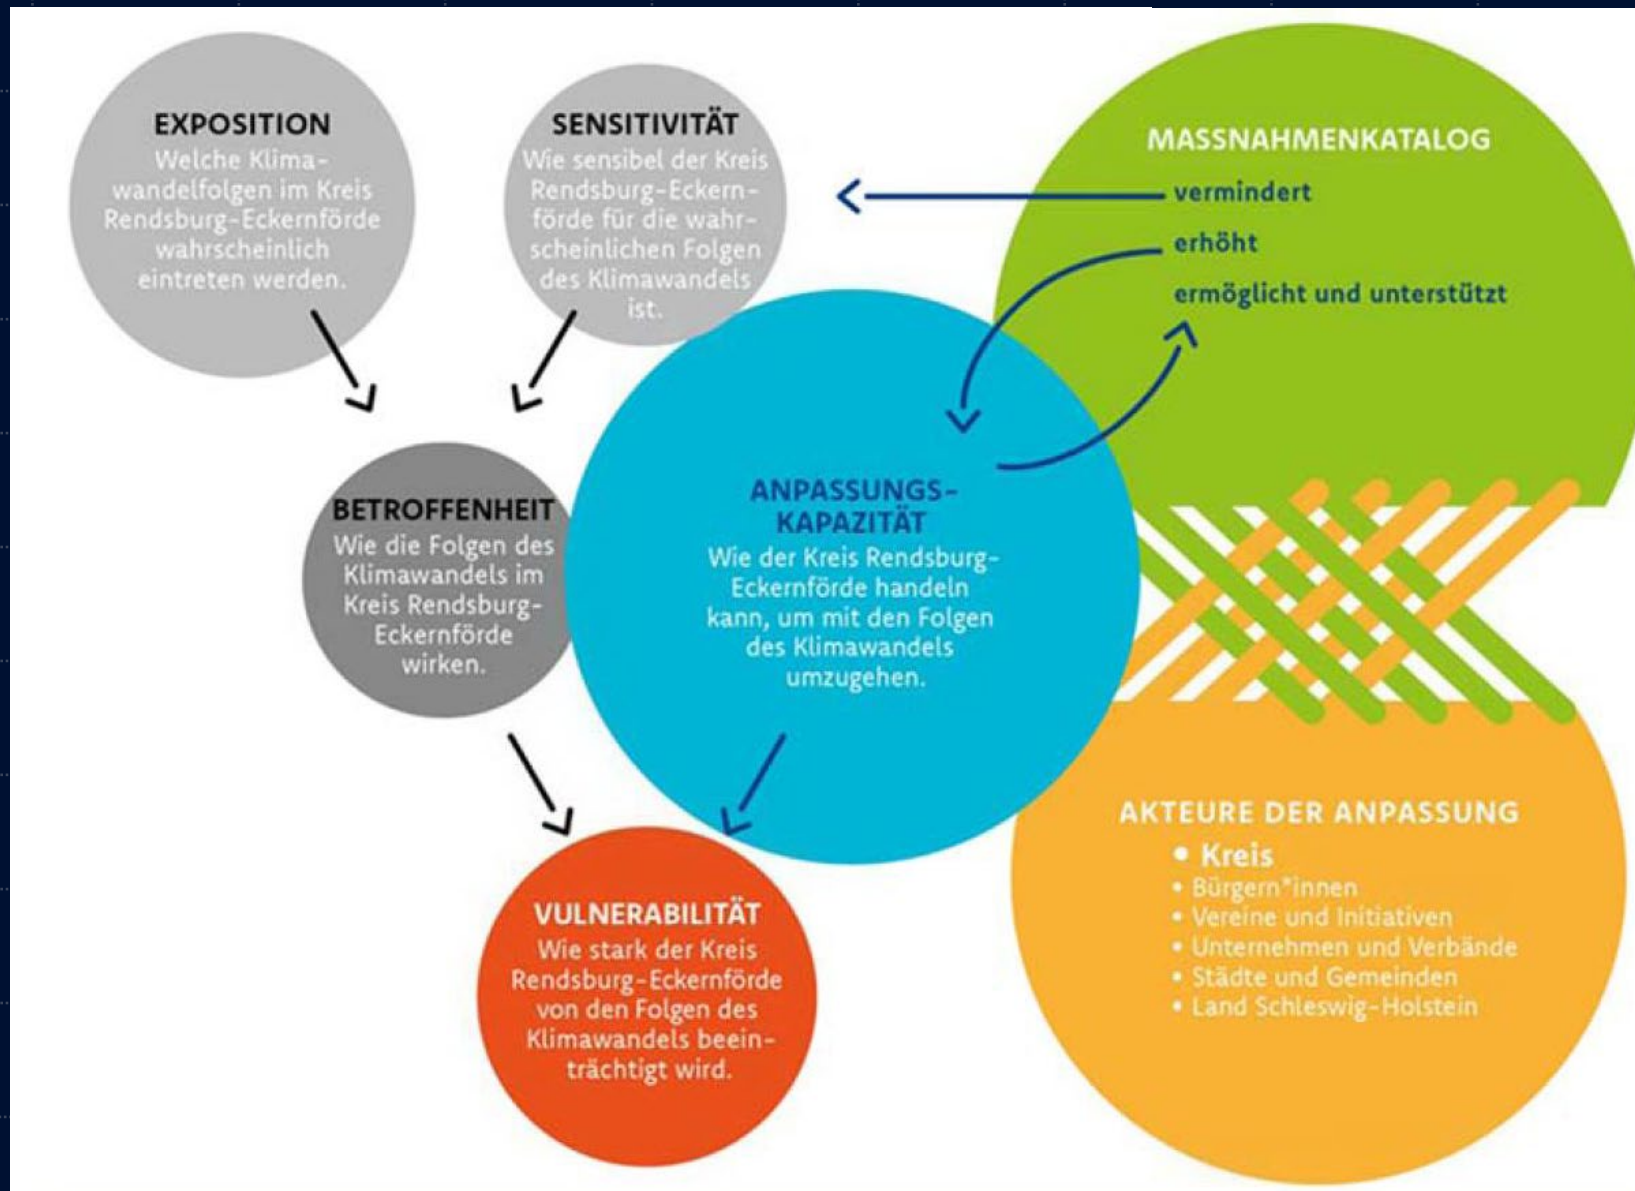 EXPOSITION
Welche Klima-
wandelfolgen im Kreis
Rendsburg-Eckernförde
wahrscheinlich
eintreten werden.
SENSITIVITÄT
Wie sensibel der Kreis
Rendsburg-Eckern-
förde für die wahr-
scheinlichen Folgen
des Klimawandels
ist.
MASSNAHMENKATALOG
vermindert
erhöht
ermöglicht und unterstützt
BETROFFENHEIT
Wie die Folgen des
Klimawandels im
Kreis Rendsburg-
Eckernförde
wirken.
ANPASSUNGS-
KAPAZITÄT
Wie der Kreis Rendsburg-
Eckernförde handeln
kann, um mit den Folgen
des Klimawandels
umzugehen.
VULNERABILITÄT
Wie stark der Kreis
Rendsburg-Eckernförde
von den Folgen des
Klimawandels beein-
trächtigt wird.
AKTEURE DER ANPASSUNG
• Kreis
• Bürgern*innen
• Vereine und Initiativen
• Unternehmen und Verbände
• Städte und Gemeinden
• Land Schleswig-Holstein